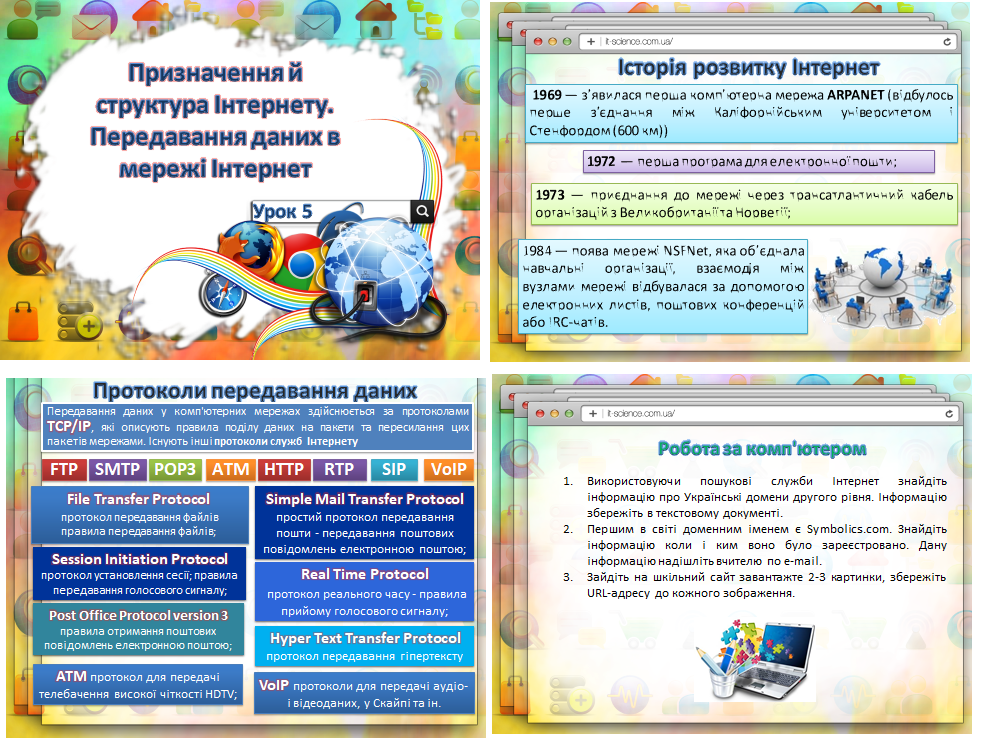 Призначення й
структура Інтернету.
Передавання даних в
мережі Інтернет
Урок 5
it-science.com.ua/
Історія розвитку Інтернет
1969 — з'явилася перша комп'ютерна мережа ARPANET (відбулось
перше з'єднання між Каліфорнійським університетом і
Стенфордом (600 км))
1972 — перша програма для електронної пошти;
1973 — приєднання до мережі через трансатлантичний кабель
організацій з Великобританії та Норвегії;
1984 — поява мережі NSFNet, яка об'єднала
навчальні організації, взаємодія між
вузлами мережі відбувалася за допомогою
електронних листів, поштових конференцій
або IRC-чатів.
Протоколи передавання даних
Передавання даних у комп'ютерних мережах здійснюється за протоколами
TCP/IP, які описують правила поділу даних на пакети та пересилання цих
пакетів мережами. Існують інші протоколи служб Інтернету
FTP SMTP POP3 ATM HTTP RTP SIP VoIP
File Transfer Protocol
протокол передавання файлів
правила передавання файлів;
Session Initiation Protocol
протокол установлення сесії; правила
передавання голосового сигналу;
Post Office Protocol version 3
правила отримання поштових
повідомлень електронною поштою;
ATM протокол для передачі
телебачення високої чіткості HDTV;
Simple Mail Transfer Protocol
простий протокол передавання
пошти - передавання поштових
повідомлень електронною поштою;
Real Time Protocol
протокол реального часу - правила
прийому голосового сигналу;
Hyper Text Transfer Protocol
протокол передавання гіпертексту
VoIP протоколи для передачі аудіо-
і відеоданих, у Скайпі та ін.
it-science.com.ua/
Робота за комп'ютером
1. Використовуючи пошукові служби Інтернет знайдіть
інформацію про Українські домени другого рівня. Інформацію
збережіть в текстовому документі.
2. Першим в світі доменним іменем є Symbolics.com. Знайдіть
інформацію коли і ким воно було зареєстровано. Дану
інформацію надішліть вчителю по e-mail.
3. Зайдіть на шкільний сайт завантажте 2-3 картинки, збережіть
URL-адресу до кожного зображення.